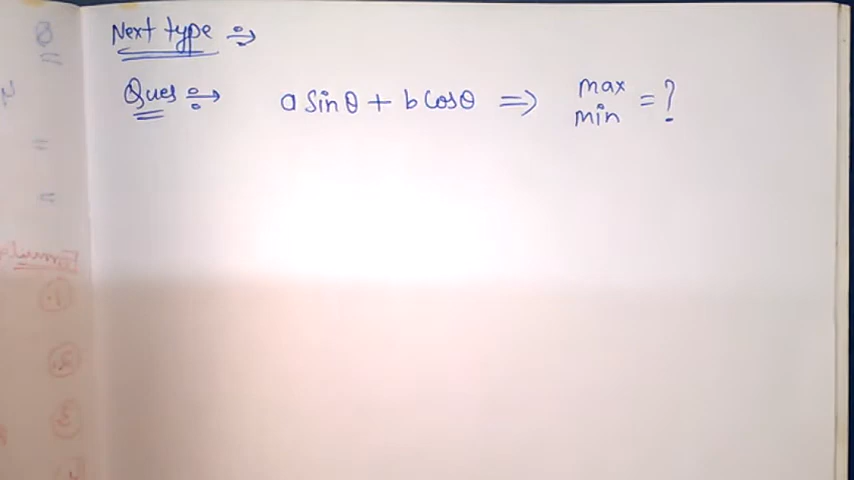 Next type ÷→
Ques ÷→ a Sinθ + b Cosθ ⇒ max min = ?